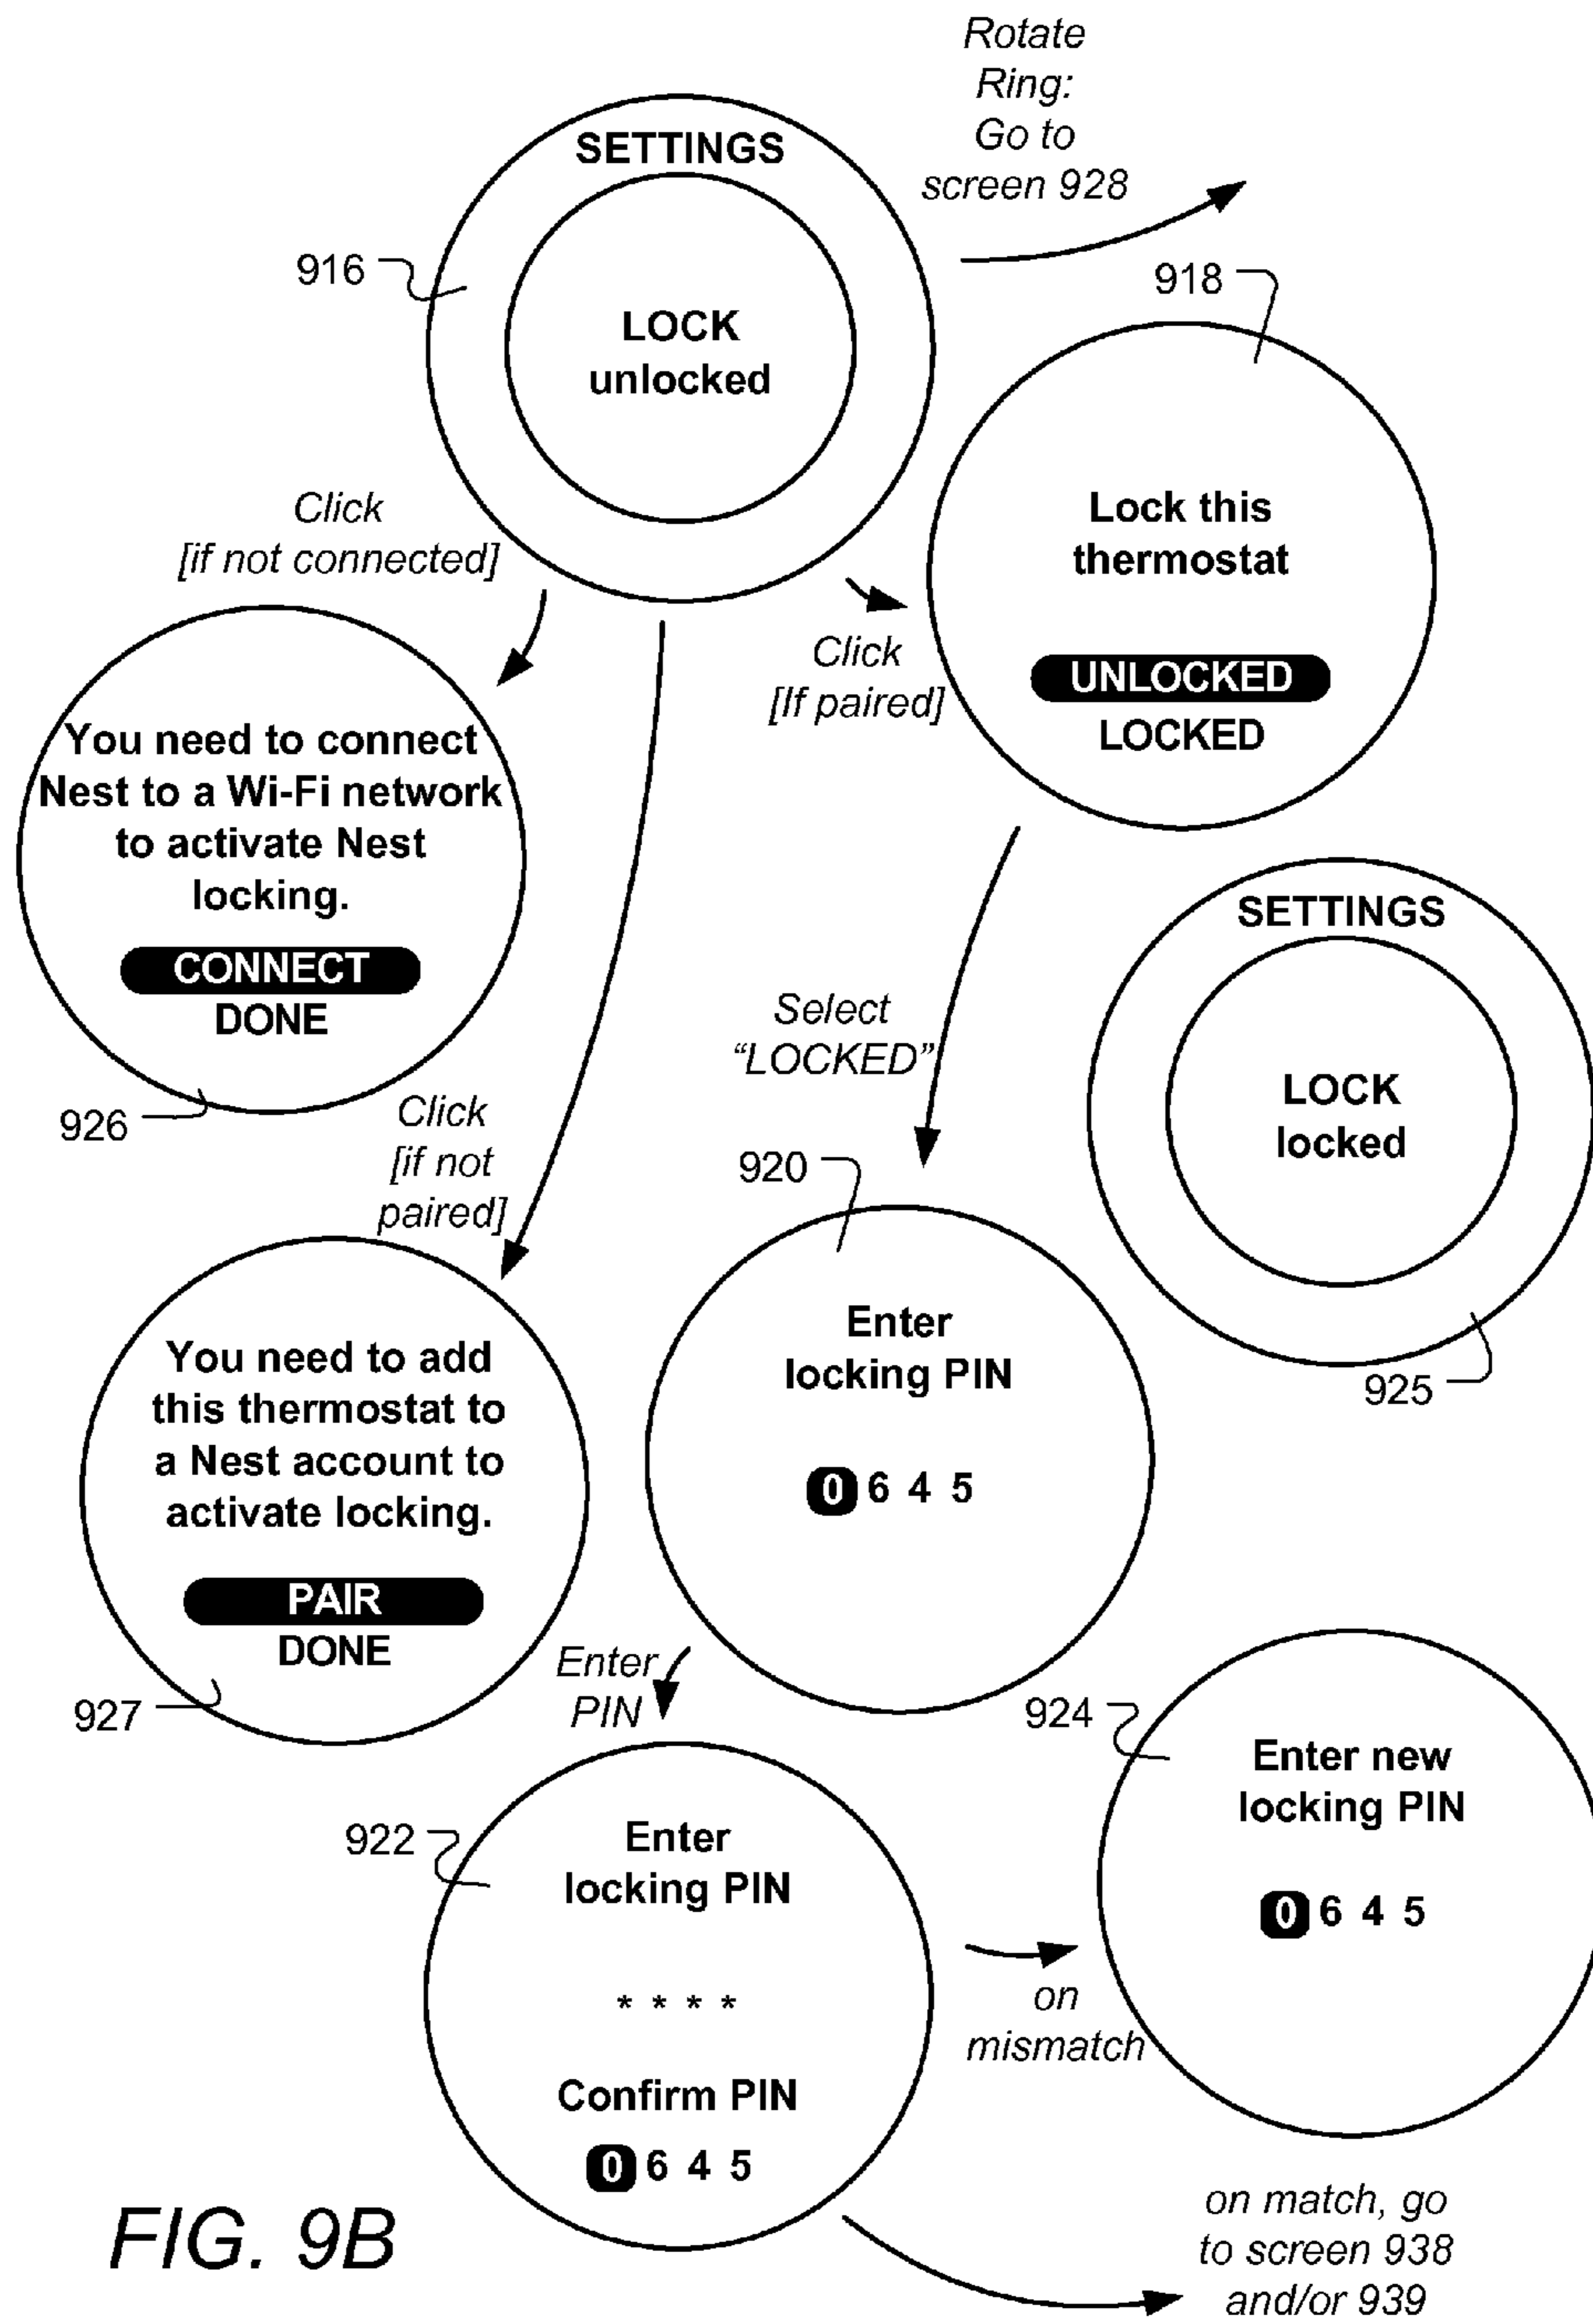 Rotate
Ring:
Go to
screen 928
SETTINGS
916
LOCK
unlocked
918
Click
[if not connected]
Lock this
thermostat
UNLOCKED
LOCKED
Click
[If paired]
You need to connect
Nest to a Wi-Fi network
to activate Nest
locking.
CONNECT
DONE
926
SETTINGS
LOCK
locked
925
Select
“LOCKED”
Click
[if not
paired]
920
Enter
locking PIN
0 6 4 5
You need to add
this thermostat to
a Nest account to
activate locking.
PAIR
DONE
927
Enter
PIN
924
Enter new
locking PIN
0 6 4 5
922
Enter
locking PIN
* * * *
Confirm PIN
0 6 4 5
on
mismatch
on match, go
to screen 938
and/or 939
FIG. 9B